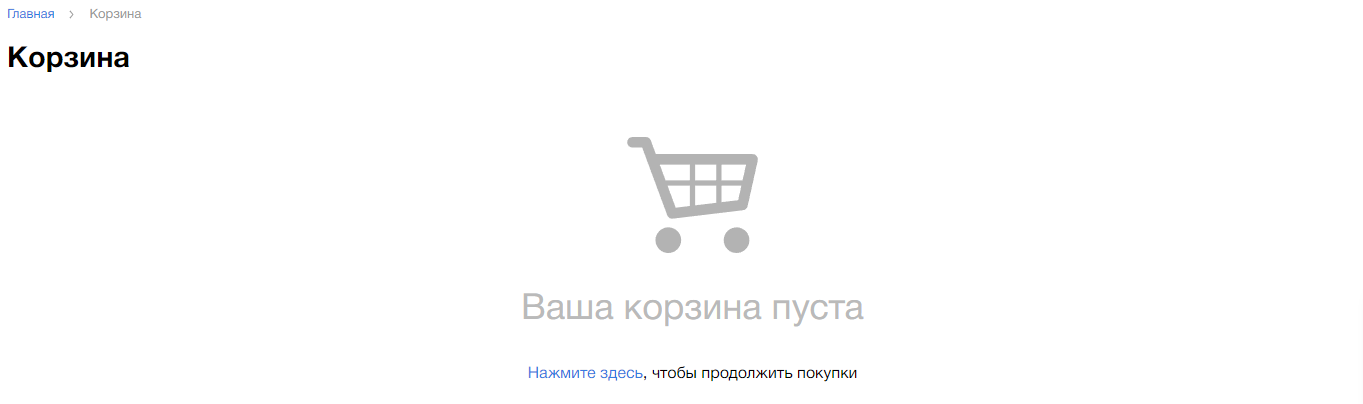 Главная > Корзина
Корзина
Ваша корзина пуста
Нажмите здесь, чтобы продолжить покупки